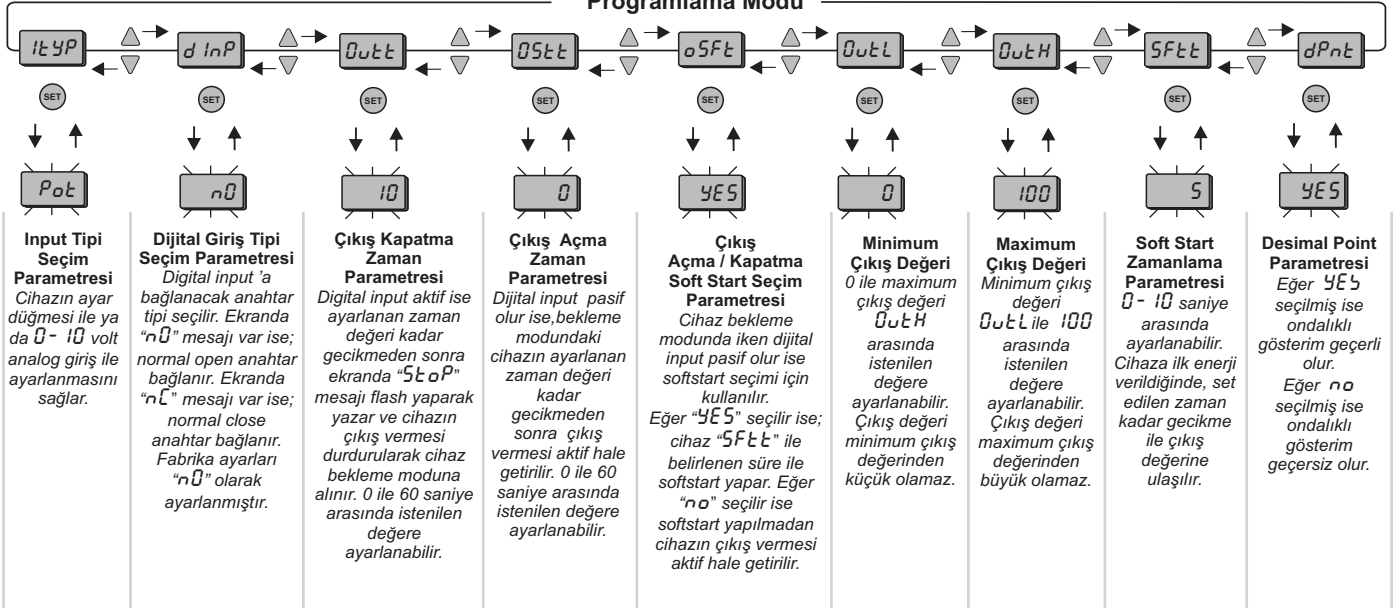 Programlama Modu
ItYP
dInP
Outt
OStt
oSFt
OutL
OutH
SFtt
dPnt
SET
SET
SET
SET
SET
SET
SET
SET
SET
Pot
nO
10
0
YES
0
100
5
YES
Input Tipi
Seçim
Parametresi
Cihazın ayar
düğmesi ile ya
da 0- 10 volt
analog giriş ile
ayarlanmasını
sağlar.
Dijital Giriş Tipi
Seçim Parametresi
Digital input 'a
bağlanacak anahtar
tipi seçilir. Ekranda
“nO” mesajı var ise;
normal open anahtar
bağlanır. Ekranda
“nC” mesajı var ise;
normal close
anahtar bağlanır.
Fabrika ayarları
“nO” olarak
ayarlanmıştır.
Çıkış Kapatma
Zaman
Parametresi
Digital input aktif ise
ayarlanan zaman
değeri kadar
gecikmeden sonra
ekranda “StoP”
mesajı flash yaparak
yazar ve cihazın
çıkış vermesi
durdurularak cihaz
bekleme moduna
alınır. 0 ile 60 saniye
arasında istenilen
değere
ayarlanabilir.
Çıkış Açma
Zaman
Parametresi
Dijital input pasif
olur ise,bekleme
modundaki
cihazın ayarlanan
zaman değeri
kadar
gecikmeden
sonra çıkış
vermesi aktif hale
getirilir. 0 ile 60
saniye arasında
istenilen değere
ayarlanabilir.
Çıkış
Açma / Kapatma
Soft Start Seçim
Parametresi
Cihaz bekleme
modunda iken dijital
input pasif olur ise
softstart seçimi için
kullanılır.
Eğer “YES” seçilir ise;
cihaz “SFtt” ile
belirlenen süre ile
softstart yapar. Eğer
“no” seçilir ise
softstart yapılmadan
cihazın çıkış vermesi
aktif hale getirilir.
Minimum
Çıkış Değeri
0 ile maximum
çıkış değeri
OutH
arasında
istenilen
değere
ayarlanabilir.
Çıkış değeri
minimum çıkış
değerinden
küçük olamaz.
Maximum
Çıkış Değeri
Minimum çıkış
değeri
OutL ile 100
arasında
istenilen
değere
ayarlanabilir.
Çıkış değeri
maximum çıkış
değerinden
büyük olamaz.
Soft Start
Zamanlama
Parametresi
0- 10 saniye
arasında
ayarlanabilir.
Cihaza ilk enerji
verildiğinde, set
edilen zaman
kadar gecikme
ile çıkış
değerine
ulaşılır.
Desimal Point
Parametresi
Eğer YES
seçilmiş ise
ondalıklı
gösterim geçerli
olur.
Eğer no
seçilmiş ise
ondalıklı
gösterim
geçersiz olur.